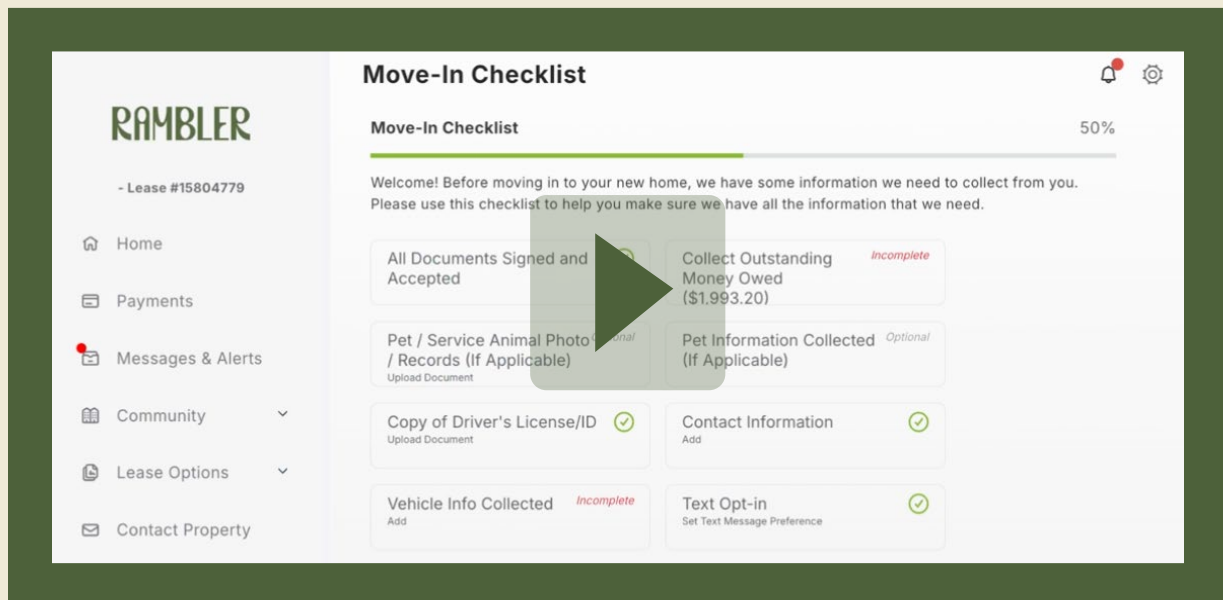 RAMBLER
- Lease #15804779
Home
Payments
Messages & Alerts
Community
Lease Options
Contact Property
Move-In Checklist
Move-In Checklist
50%
Welcome! Before moving in to your new home, we have some information we need to collect from you.
Please use this checklist to help you make sure we have all the information that we need.
All Documents Signed and
Accepted
Collect Outstanding
Money Owed
($1,993.20)
Incomplete
Pet / Service Animal Photo
/ Records (If Applicable)
Upload Document
Pet Information Collected
(If Applicable)
Optional
Copy of Driver's License/ID
Upload Document
Contact Information
Add
Vehicle Info Collected
Add
Incomplete
Text Opt-in
Set Text Message Preference